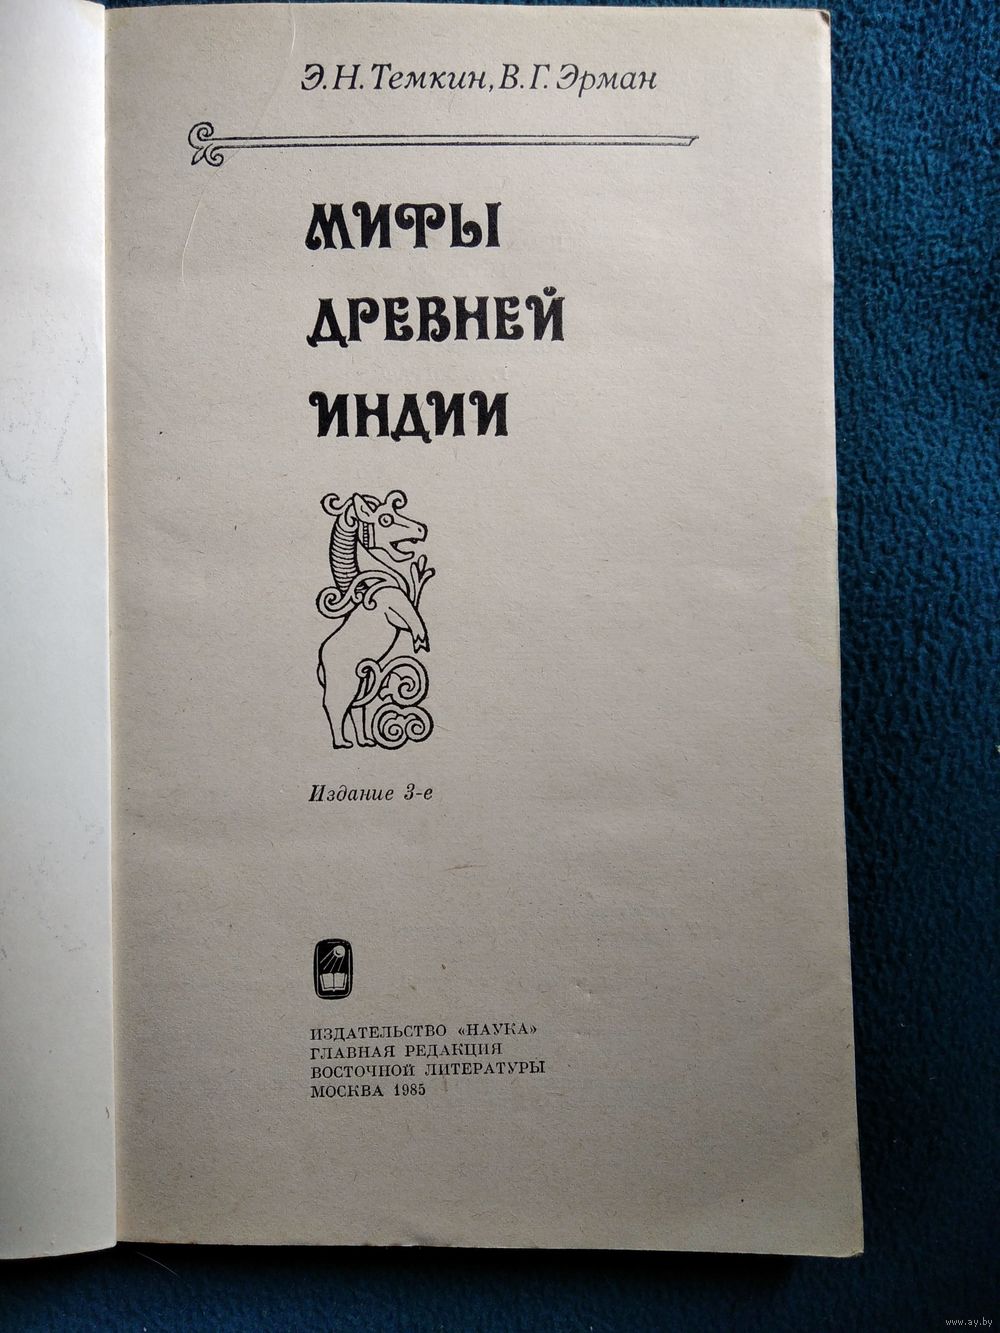 Э.Н.Темкин, В.Г.Эрман
МИФЫ
ДРЕВНЕЙ
ИНДИИ
Издание 3-е
ИЗДАТЕЛЬСТВО «НАУКА»
ГЛАВНАЯ РЕДАКЦИЯ
ВОСТОЧНОЙ ЛИТЕРАТУРЫ
МОСКВА 1985
www.ay.by